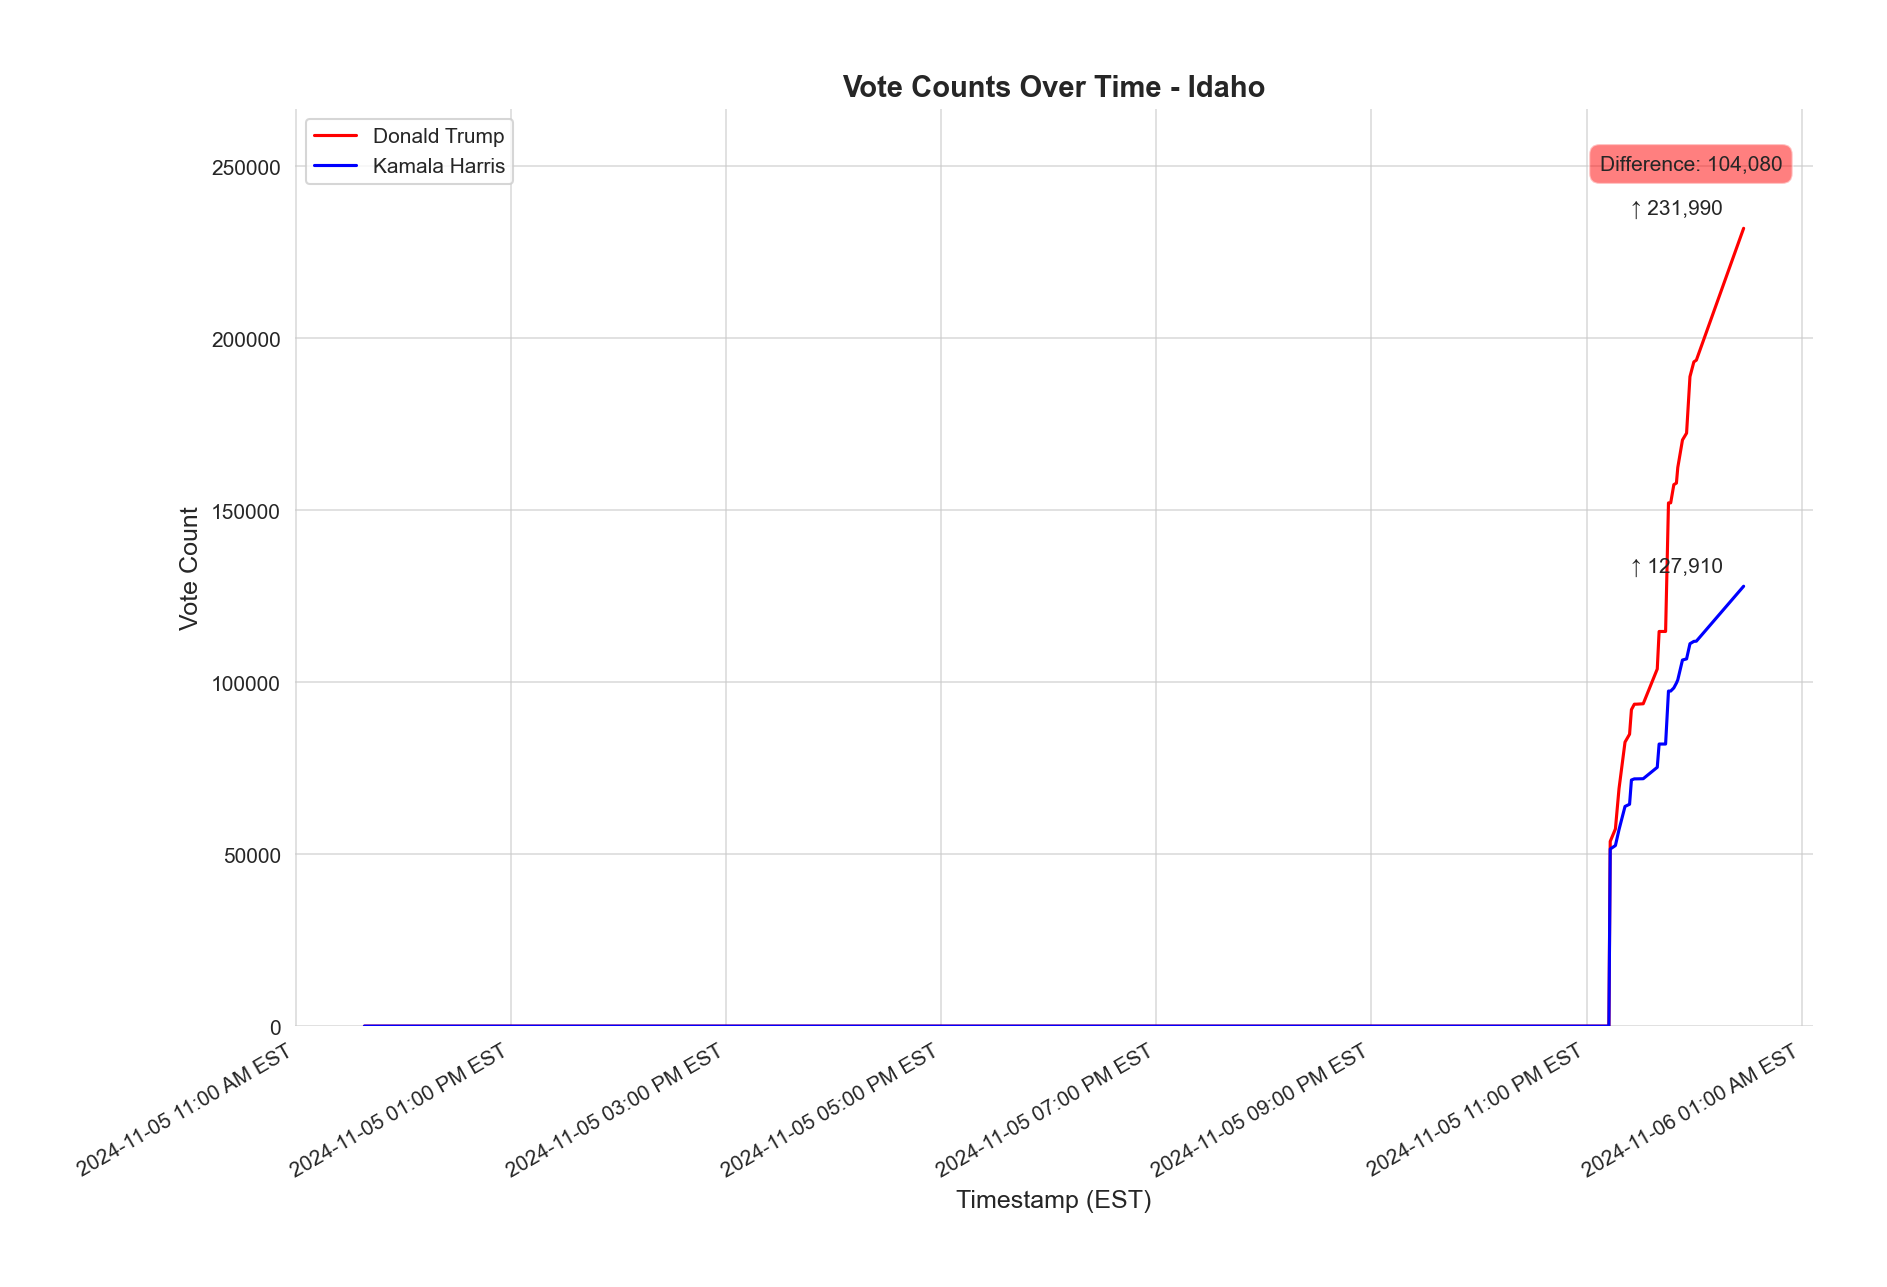 Vote Counts Over Time - Idaho
Donald Trump
Kamala Harris
Difference: 104,080
↑ 231,990
↑ 127,910
Vote Count
250000
200000
150000
100000
50000
0
2024-11-05 11:00 AM EST
2024-11-05 01:00 PM EST
2024-11-05 03:00 PM EST
2024-11-05 05:00 PM EST
2024-11-05 07:00 PM EST
2024-11-05 09:00 PM EST
2024-11-05 11:00 PM EST
2024-11-06 01:00 AM EST
Timestamp (EST)